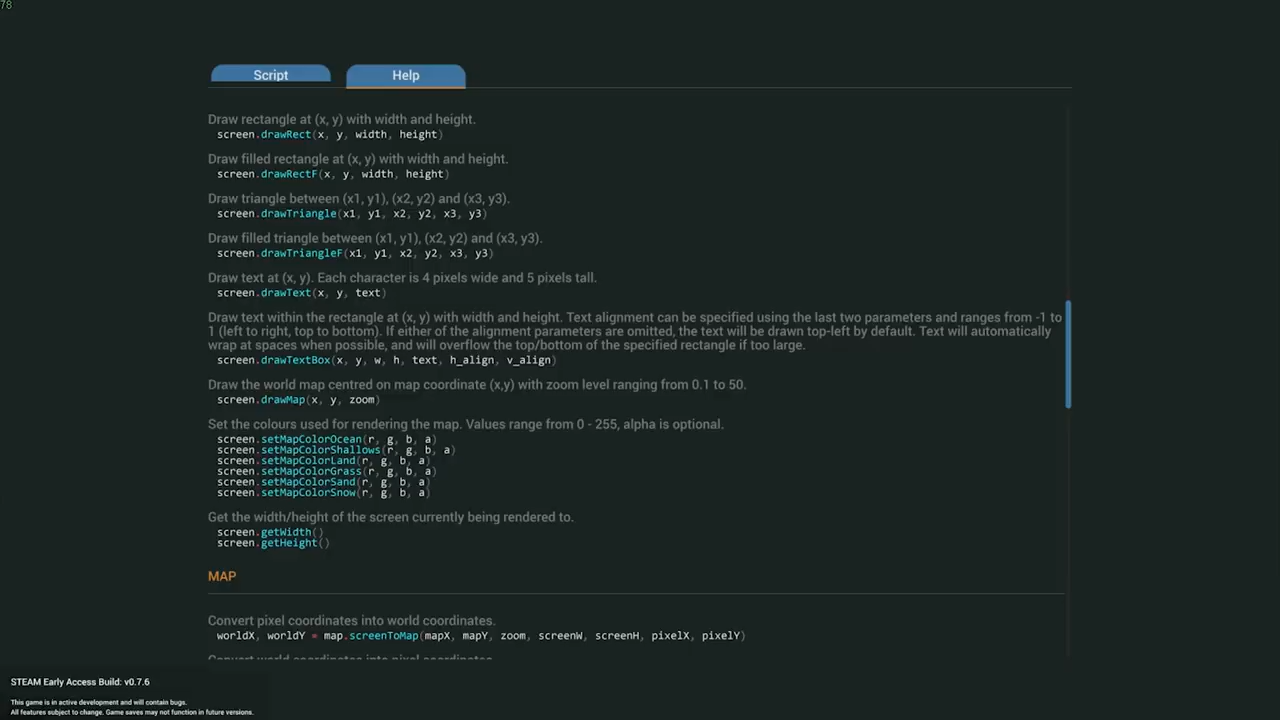 78
Script
Help
Draw rectangle at (x, y) with width and height.
screen.drawRect(x, y, width, height)
Draw filled rectangle at (x, y) with width and height.
screen.drawRectF(x, y, width, height)
Draw triangle between (x1, y1), (x2, y2) and (x3, y3).
screen.drawTriangle(x1, y1, x2, y2, x3, y3)
Draw filled triangle between (x1, y1), (x2, y2) and (x3, y3).
screen.drawTriangleF(x1, y1, x2, y2, x3, y3)
Draw text at (x, y). Each character is 4 pixels wide and 5 pixels tall.
screen.drawText(x, y, text)
Draw text within the rectangle at (x, y) with width and height. Text alignment can be specified using the last two parameters and ranges from -1 to
1 (left to right, top to bottom). If either of the alignment parameters are omitted, the text will be drawn top-left by default. Text will automatically
wrap at spaces when possible, and will overflow the top/bottom of the specified rectangle if too large.
screen.drawTextBox(x, y, w, h, text, h_align, v_align)
Draw the world map centred on map coordinate (x,y) with zoom level ranging from 0.1 to 50.
screen.drawMap(x, y, zoom)
Set the colours used for rendering the map. Values range from 0 - 255, alpha is optional.
screen.setMapColorOcean(r, g, b, a)
screen.setMapColorShallows(r, g, b, a)
screen.setMapColorLand(r, g, b, a)
screen.setMapColorGrass(r, g, b, a)
screen.setMapColorSand(r, g, b, a)
screen.setMapColorSnow(r, g, b, a)
Get the width/height of the screen currently being rendered to.
screen.getWidth()
screen.getHeight()
MAP
Convert pixel coordinates into world coordinates.
worldX, worldY = map.screenToMap(mapX, mapY, zoom, screenW, screenH, pixelX, pixelY)
Convert world coordinates into pixel coordinates.
STEAM Early Access Build: v0.7.6
This game is in active development and will contain bugs.
All features subject to change. Game saves may not function in future versions.